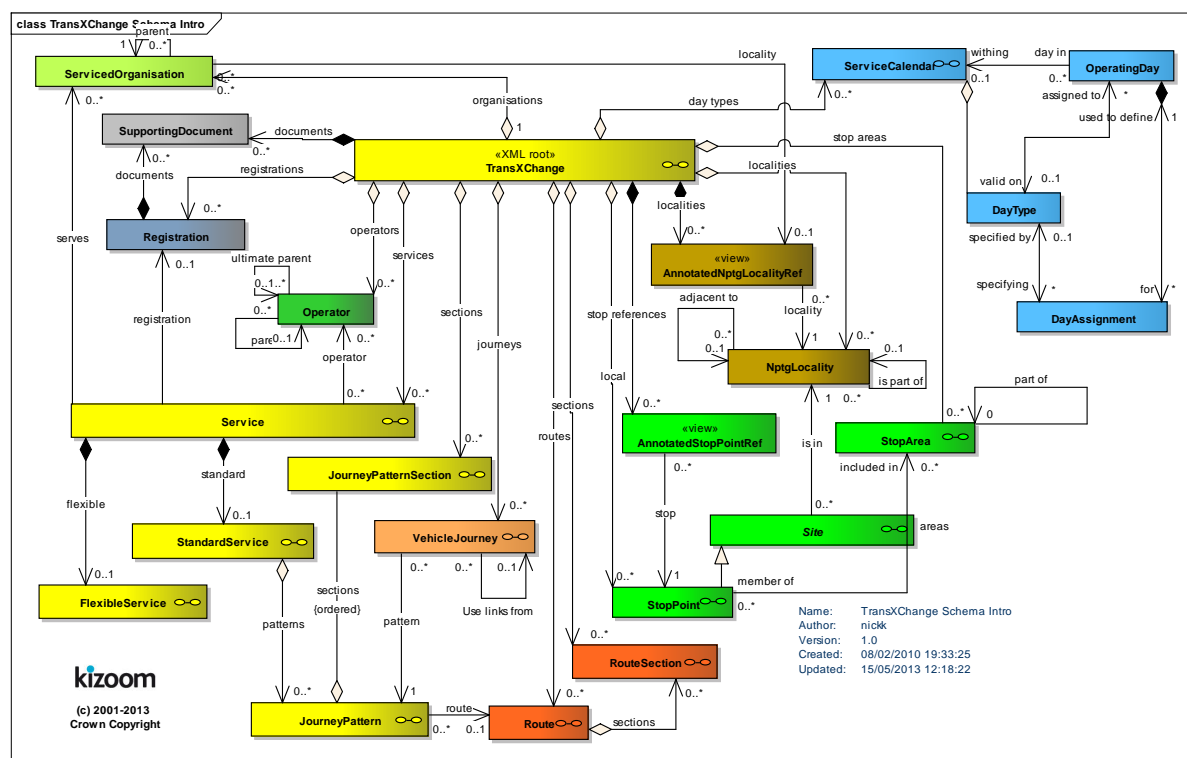 class TransXChange Schema Intro
parent
1
0..*
ServicedOrganisation
0..*
0..*
0..*
locality
organisations
1
day types
0..*
ServiceCalendar
withing
0..1
day in
0..*
OperatingDay
assigned to
*
used to define
1
SupportingDocument
documents
0..*
0..*
«XML root»
TransXChange
stop areas
localities
documents
registrations
0..*
Registration
0..1
serves
operators
services
localities
0..*
0..1
valid on
0..1
DayType
specified by
0..1
«view»
AnnotatedNptgLocalityRef
0..*
ultimate parent
0..1
0..*
Operator
0..*
0..1
0..*
0..*
registration
operator
sections
journeys
stop references
adjacent to
locality
0..*
0..1
1
0..*
0..1
NptgLocality
is part of
1
0..*
specifying
*
for
*
DayAssignment
local
part of
0
0..*
0..*
Service
0..*
sections
routes
0..*
«view»
AnnotatedStopPointRef
0..*
is in
StopArea
included in
0..*
0..*
JourneyPatternSection
flexible
standard
0..1
StandardService
0..*
VehicleJourney
0..*
0..*
0..1
Use links from
stop
0..*
Site
areas
0..1
FlexibleService
sections
{ordered}
patterns
pattern
0..*
1
StopPoint
member of
0..*
Name: TransXChange Schema Intro
Author: nickk
Version: 1.0
Created: 08/02/2010 19:33:25
Updated: 15/05/2013 12:18:22
0..*
RouteSection
0..*
kizoom
(c) 2001-2013
Crown Copyright
0..*
JourneyPattern
1
route
0..*
0..1
0..*
Route
sections